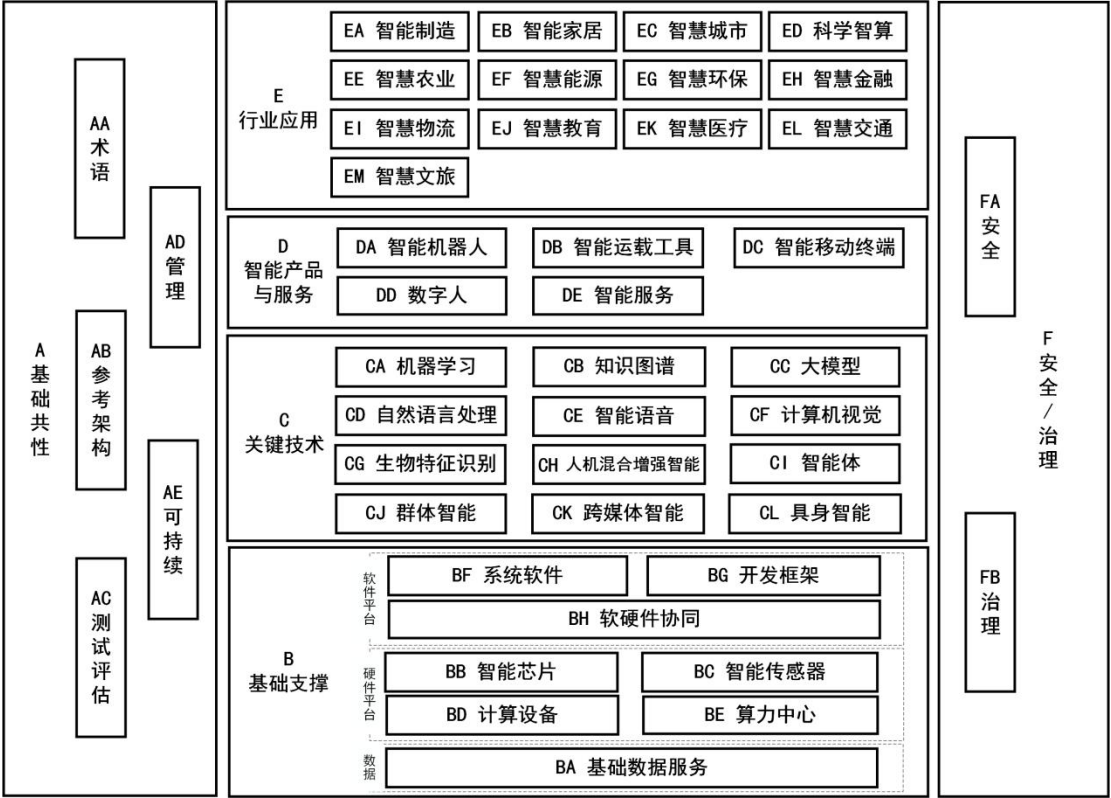 A
基础共性
AA
术语
AB
参考架构
AC
测试评估
AD
管理
AE
可持续
E
行业应用
EA 智能制造
EB 智能家居
EC 智慧城市
ED 科学智算
EE 智慧农业
EF 智慧能源
EG 智慧环保
EH 智慧金融
EI 智慧物流
EJ 智慧教育
EK 智慧医疗
EL 智慧交通
EM 智慧文旅
D
智能产品
与服务
DA 智能机器人
DB 智能运载工具
DC 智能移动终端
DD 数字人
DE 智能服务
C
关键技术
CA 机器学习
CB 知识图谱
CC 大模型
CD 自然语言处理
CE 智能语音
CF 计算机视觉
CG 生物特征识别
CH 人机混合增强智能
CI 智能体
CJ 群体智能
CK 跨媒体智能
CL 具身智能
B
基础支撑
软件平台
BF 系统软件
BG 开发框架
BH 软硬件协同
硬件平台
BB 智能芯片
BC 智能传感器
BD 计算设备
BE 算力中心
数据
BA 基础数据服务
FA
安全
FB
治理
F
安全/治理